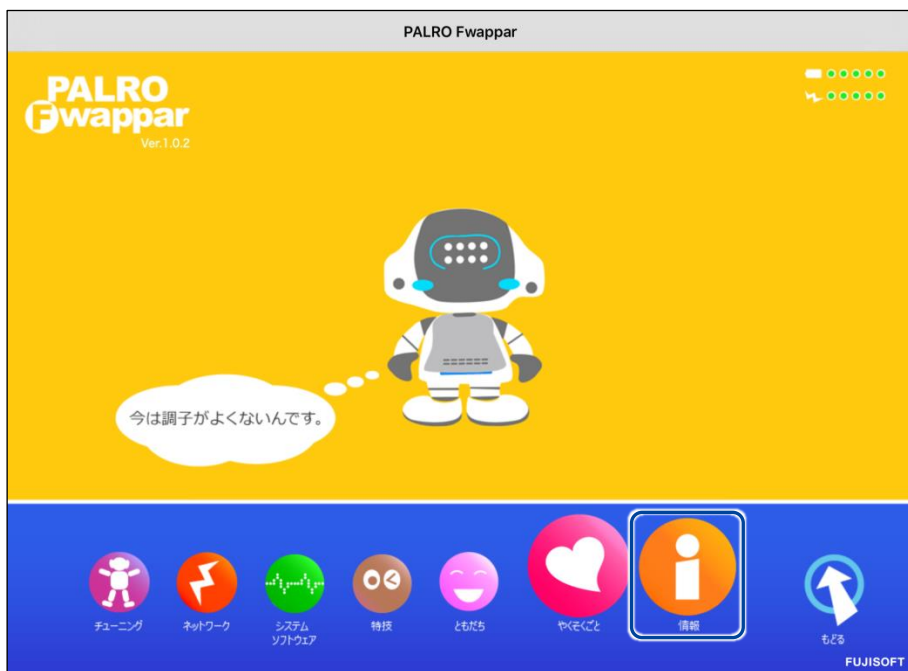 PALRO Fwappar
PALRO
Fwappar
Ver.1.0.2
今は調子がよくないんです。
チューニング
ネットワーク
システム
ソフトウェア
特技
ともだち
やくそくごと
情報
もどる
FUJISOFT